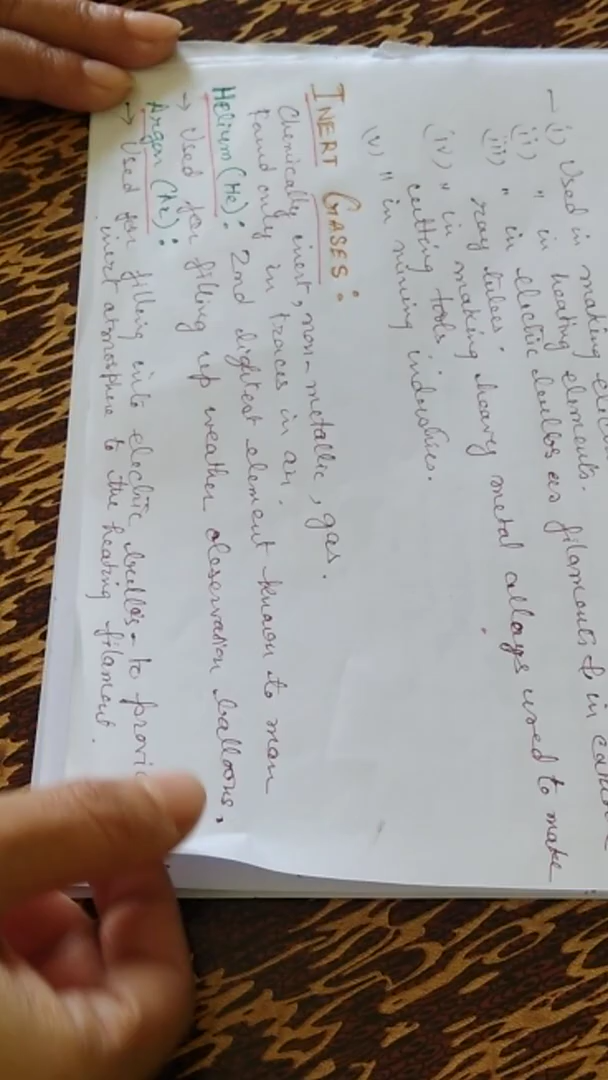 – (i) Used in making elec
(ii) " in heating elements.
(iii) " in electric bulbs as filaments & in
ray tubes.
(iv) " in making heavy metal alloys used to make
cutting tools
(v) " in mining industries.
INERT GASES:
Chemically inert, non-metallic, gas.
Found only in traces in air.
Helium (He): 2nd lightest element known to man
→ Used for filling up weather observation balloons,
Argon (Ar):
→ Used for filling into electric bulbs - to provi
inert atmosphere to the heating filament.